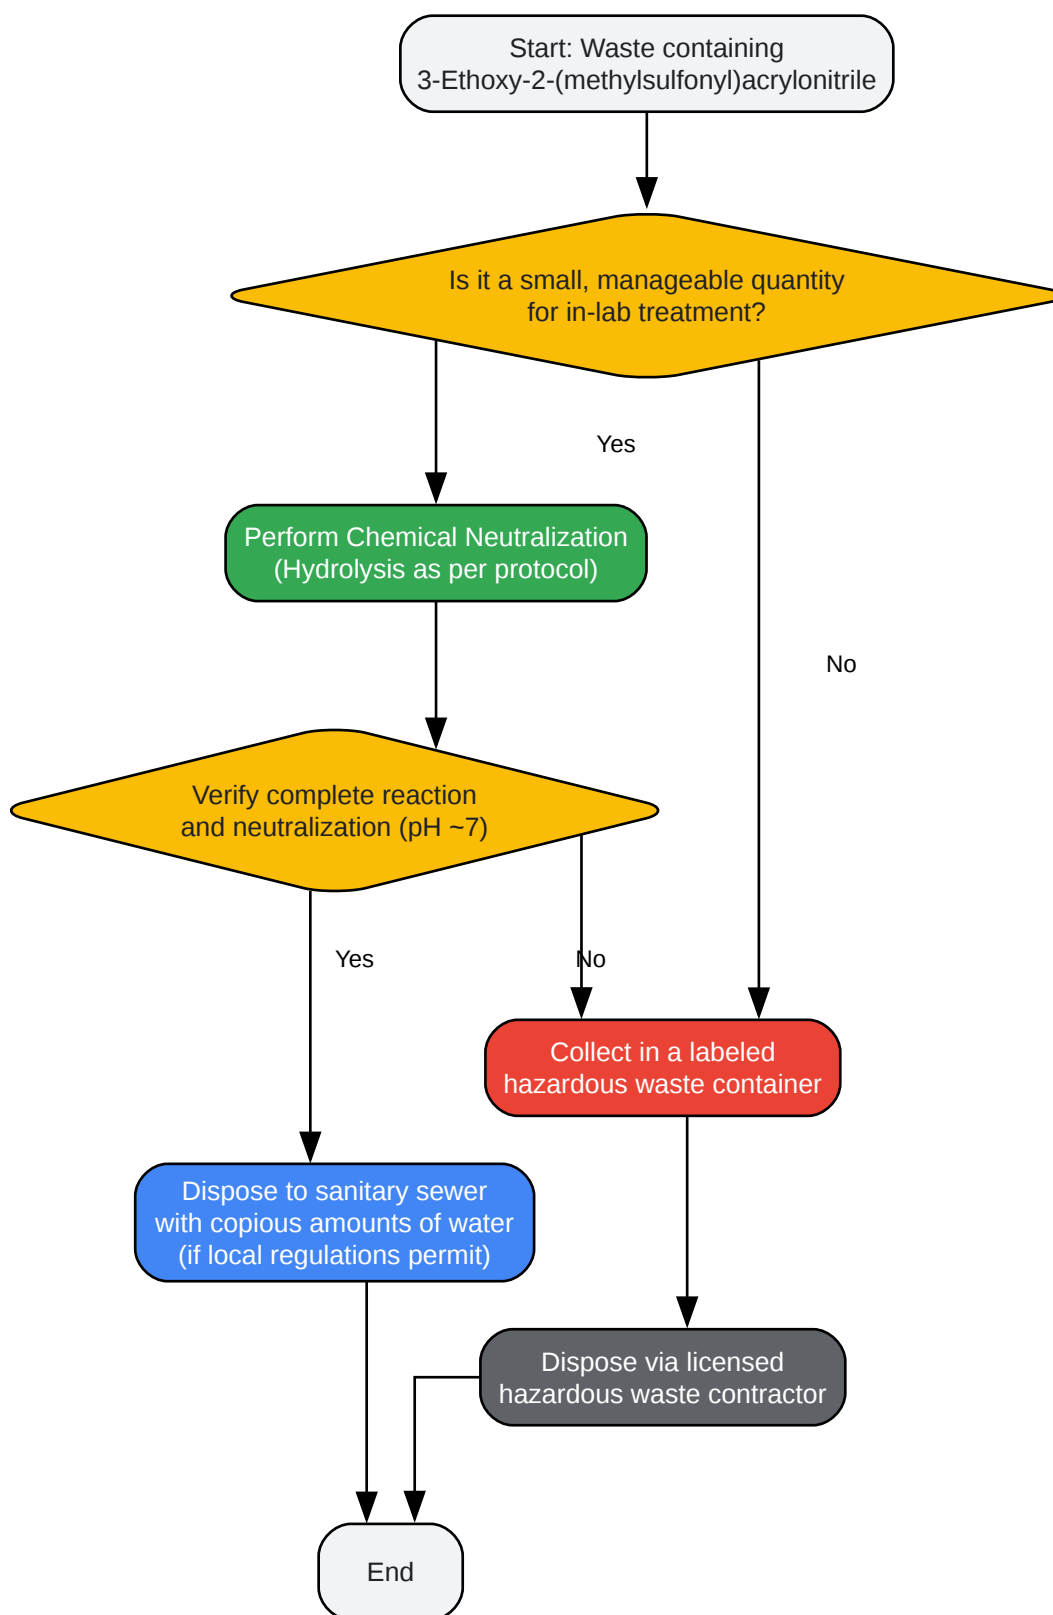 Start: Waste containing
3-Ethoxy-2-(methylsulfonyl)acrylonitrile
Is it a small, manageable quantity
for in-lab treatment?
Yes
Perform Chemical Neutralization
(Hydrolysis as per protocol)
No
Verify complete reaction
and neutralization (pH ~7)
Yes
No
Collect in a labeled
hazardous waste container
Dispose to sanitary sewer
with copious amounts of water
(if local regulations permit)
Dispose via licensed
hazardous waste contractor
End